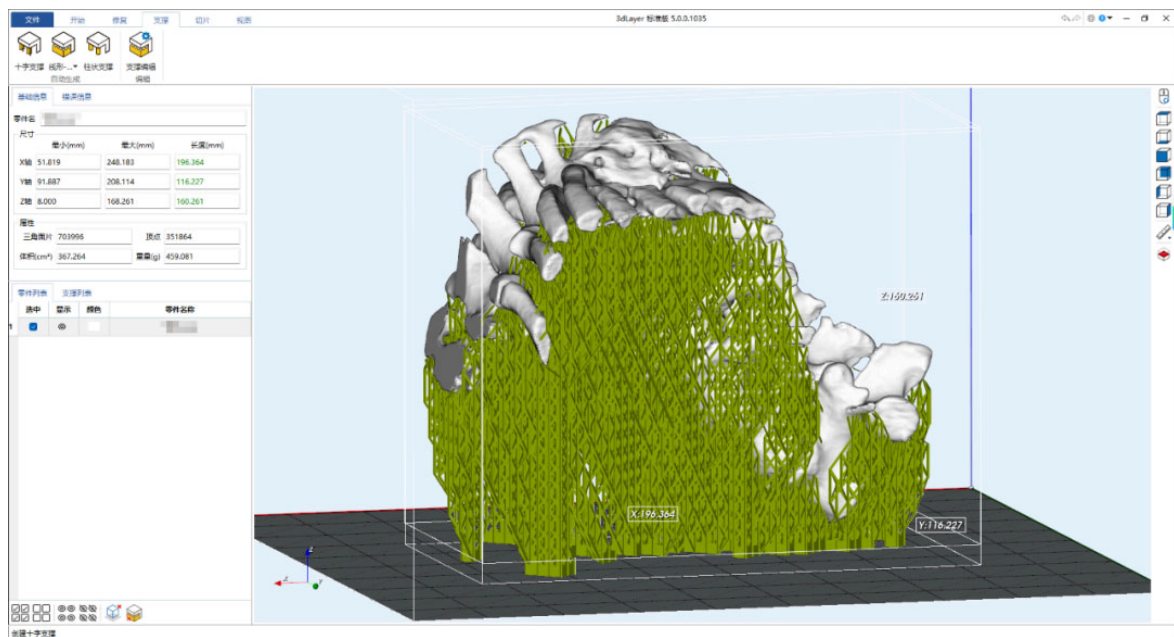 文件 开始 修复 支撑 切片 视图 3dLayer 标准版 5.0.0.1035
十字支撑 线形-... 柱状支撑 支撑编辑
自动生成 编辑
基础信息 错误信息
零件名
尺寸
最小(mm) 最大(mm) 长度(mm)
X轴 51.819 248.183 196.364
Y轴 91.887 208.114 116.227
Z轴 8.000 168.261 160.261
属性
三角面片 703996 顶点 351864
体积(cm³) 367.264 重量(g) 459.081
零件列表 支撑列表
选中 显示 颜色 零件名称
1
Z:160.261
X:196.364
Y:116.227
Z
X
Y
创建十字支撑